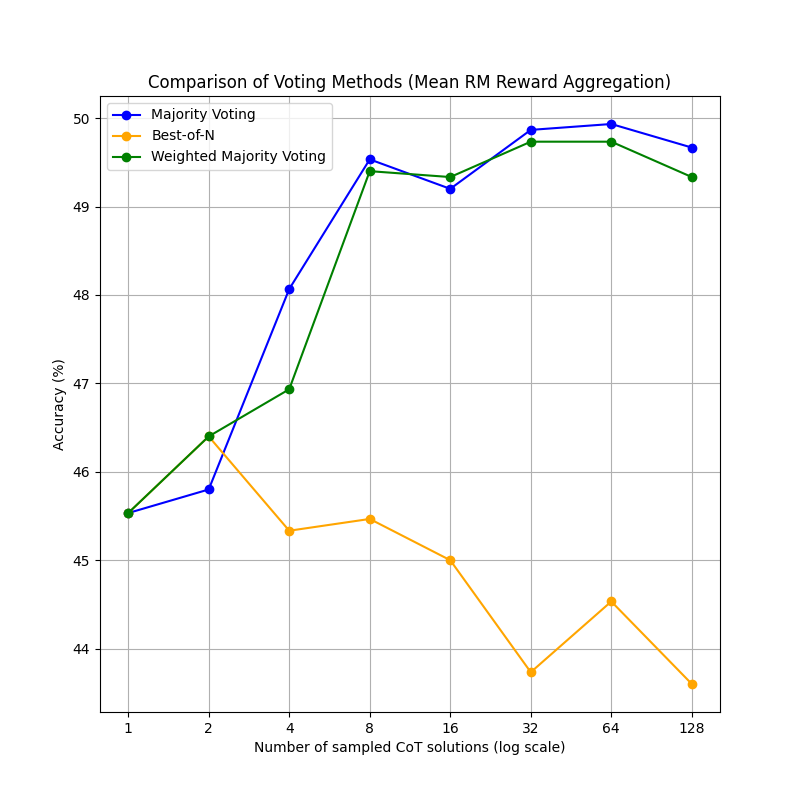 Comparison of Voting Methods (Mean RM Reward Aggregation)
Majority Voting
Best-of-N
Weighted Majority Voting
Accuracy (%)
50
49
48
47
46
45
44
1 2 4 8 16 32 64 128
Number of sampled CoT solutions (log scale)